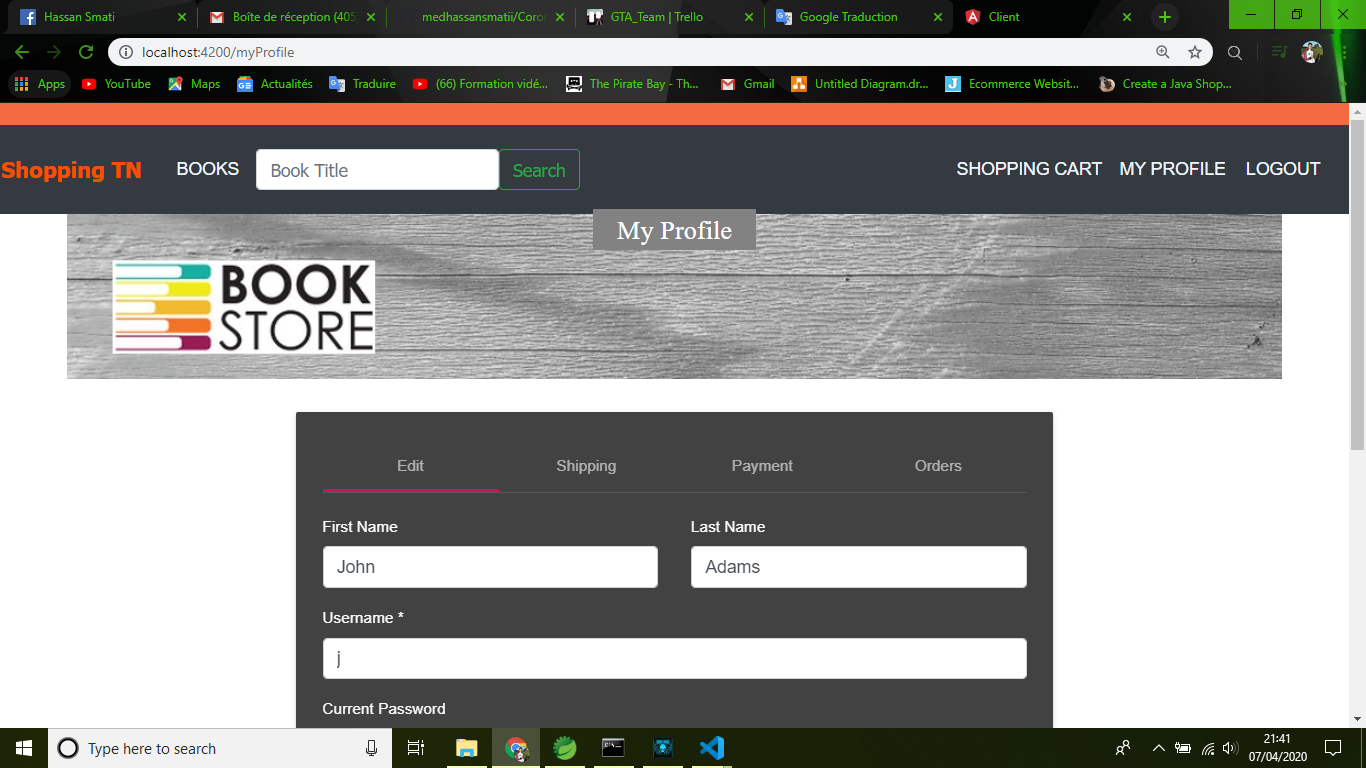 Hassan Smati
Boîte de réception (405
medhassansmatii/Coron
GTA_Team | Trello
Google Traduction
Client
localhost:4200/myProfile
Apps
YouTube
Maps
Actualités
Traduire
(66) Formation vidé...
The Pirate Bay - Th...
Gmail
Untitled Diagram.dr...
Ecommerce Websit...
Create a Java Shop...
Shopping TN
BOOKS
Book Title
Search
SHOPPING CART
MY PROFILE
LOGOUT
My Profile
BOOK
STORE
Edit
Shipping
Payment
Orders
First Name
Last Name
John
Adams
Username *
j
Current Password
Type here to search
21:41
07/04/2020